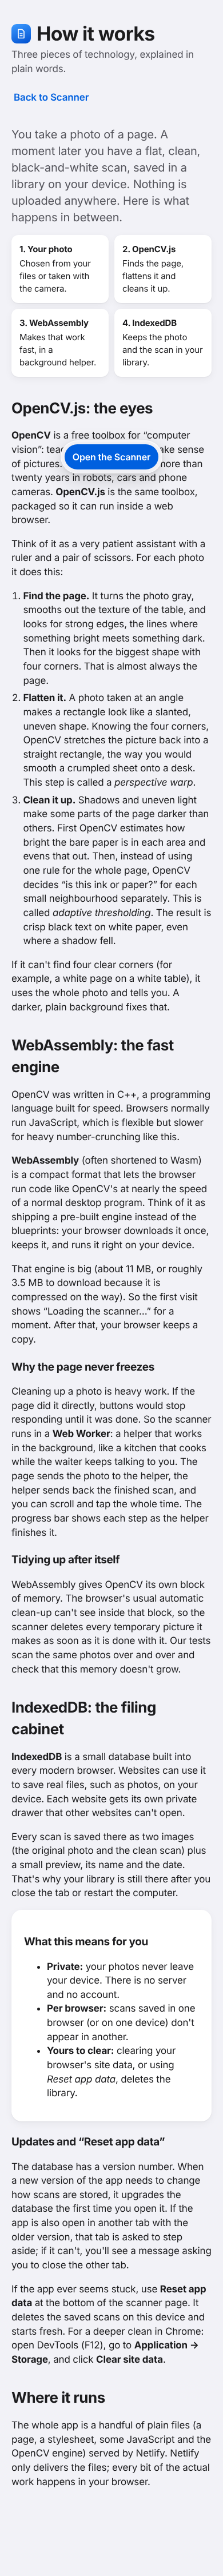 How it works
Three pieces of technology, explained in
plain words.
Back to Scanner
You take a photo of a page. A
moment later you have a flat, clean,
black-and-white scan, saved in a
library on your device. Nothing is
uploaded anywhere. Here is what
happens in between.
1. Your photo
Chosen from your
files or taken with
the camera.
2. OpenCV.js
Finds the page,
flattens it and
cleans it up.
3. WebAssembly
Makes that work
fast, in a
background helper.
4. IndexedDB
Keeps the photo
and the scan in your
library.
OpenCV.js: the eyes
OpenCV is a free toolbox for “computer
vision”: tea
ake sense
Open the Scanner
of pictures.
more than
twenty years in robots, cars and phone
cameras. OpenCV.js is the same toolbox,
packaged so it can run inside a web
browser.
Think of it as a very patient assistant with a
ruler and a pair of scissors. For each photo
it does this:
1. Find the page. It turns the photo gray,
smooths out the texture of the table, and
looks for strong edges, the lines where
something bright meets something dark.
Then it looks for the biggest shape with
four corners. That is almost always the
page.
2. Flatten it. A photo taken at an angle
makes a rectangle look like a slanted,
uneven shape. Knowing the four corners,
OpenCV stretches the picture back into a
straight rectangle, the way you would
smooth a crumpled sheet onto a desk.
This step is called a perspective warp.
3. Clean it up. Shadows and uneven light
make some parts of the page darker than
others. First OpenCV estimates how
bright the bare paper is in each area and
evens that out. Then, instead of using
one rule for the whole page, OpenCV
decides “is this ink or paper?” for each
small neighbourhood separately. This is
called adaptive thresholding. The result is
crisp black text on white paper, even
where a shadow fell.
If it can't find four clear corners (for
example, a white page on a white table), it
uses the whole photo and tells you. A
darker, plain background fixes that.
WebAssembly: the fast
engine
OpenCV was written in C++, a programming
language built for speed. Browsers normally
run JavaScript, which is flexible but slower
for heavy number-crunching like this.
WebAssembly (often shortened to Wasm)
is a compact format that lets the browser
run code like OpenCV's at nearly the speed
of a normal desktop program. Think of it as
shipping a pre-built engine instead of the
blueprints: your browser downloads it once,
keeps it, and runs it right on your device.
That engine is big (about 11 MB, or roughly
3.5 MB to download because it is
compressed on the way). So the first visit
shows “Loading the scanner…” for a
moment. After that, your browser keeps a
copy.
Why the page never freezes
Cleaning up a photo is heavy work. If the
page did it directly, buttons would stop
responding until it was done. So the scanner
runs in a Web Worker: a helper that works
in the background, like a kitchen that cooks
while the waiter keeps talking to you. The
page sends the photo to the helper, the
helper sends back the finished scan, and
you can scroll and tap the whole time. The
progress bar shows each step as the helper
finishes it.
Tidying up after itself
WebAssembly gives OpenCV its own block
of memory. The browser's usual automatic
clean-up can't see inside that block, so the
scanner deletes every temporary picture it
makes as soon as it is done with it. Our tests
scan the same photos over and over and
check that this memory doesn't grow.
IndexedDB: the filing
cabinet
IndexedDB is a small database built into
every modern browser. Websites can use it
to save real files, such as photos, on your
device. Each website gets its own private
drawer that other websites can't open.
Every scan is saved there as two images
(the original photo and the clean scan) plus
a small preview, its name and the date.
That's why your library is still there after you
close the tab or restart the computer.
What this means for you
• Private: your photos never leave
your device. There is no server
and no account.
• Per browser: scans saved in one
browser (or on one device) don't
appear in another.
• Yours to clear: clearing your
browser's site data, or using
Reset app data, deletes the
library.
Updates and “Reset app data”
The database has a version number. When
a new version of the app needs to change
how scans are stored, it upgrades the
database the first time you open it. If the
app is also open in another tab with the
older version, that tab is asked to step
aside; if it can't, you'll see a message asking
you to close the other tab.
If the app ever seems stuck, use Reset app
data at the bottom of the scanner page. It
deletes the saved scans on this device and
starts fresh. For a deeper clean in Chrome:
open DevTools (F12), go to Application →
Storage, and click Clear site data.
Where it runs
The whole app is a handful of plain files (a
page, a stylesheet, some JavaScript and the
OpenCV engine) served by Netlify. Netlify
only delivers the files; every bit of the actual
work happens in your browser.